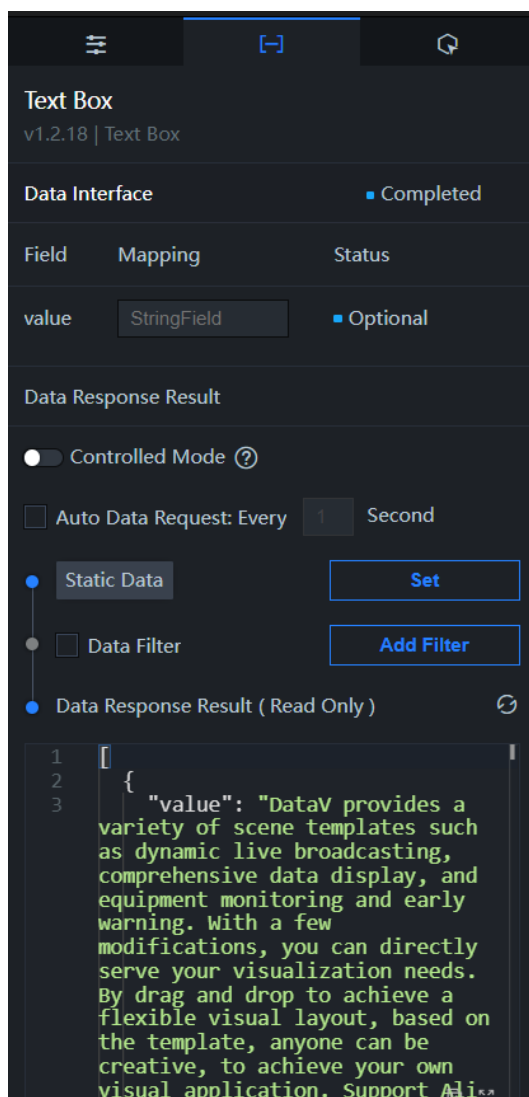 Text Box
v1.2.18 | Text Box
Data Interface Completed
Field Mapping Status
value StringField Optional
Data Response Result
Controlled Mode ?
Auto Data Request: Every 1 Second
Static Data Set
Data Filter Add Filter
Data Response Result ( Read Only )
1 [
2 {
3 "value": "DataV provides a
variety of scene templates such
as dynamic live broadcasting,
comprehensive data display, and
equipment monitoring and early
warning. With a few
modifications, you can directly
serve your visualization needs.
By drag and drop to achieve a
flexible visual layout, based on
the template, anyone can be
creative, to achieve your own
visual application. Support Ali